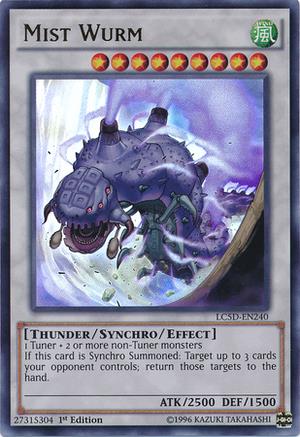 MIST WURM
風
LC5D-EN240
[THUNDER/SYNCHRO/EFFECT]
1 Tuner + 2 or more non-Tuner monsters
If this card is Synchro Summoned: Target up to 3 cards
your opponent controls; return those targets to
the hand.
ATK/2500 DEF/1500
27315304 1st Edition ©1996 KAZUKI TAKAHASHI